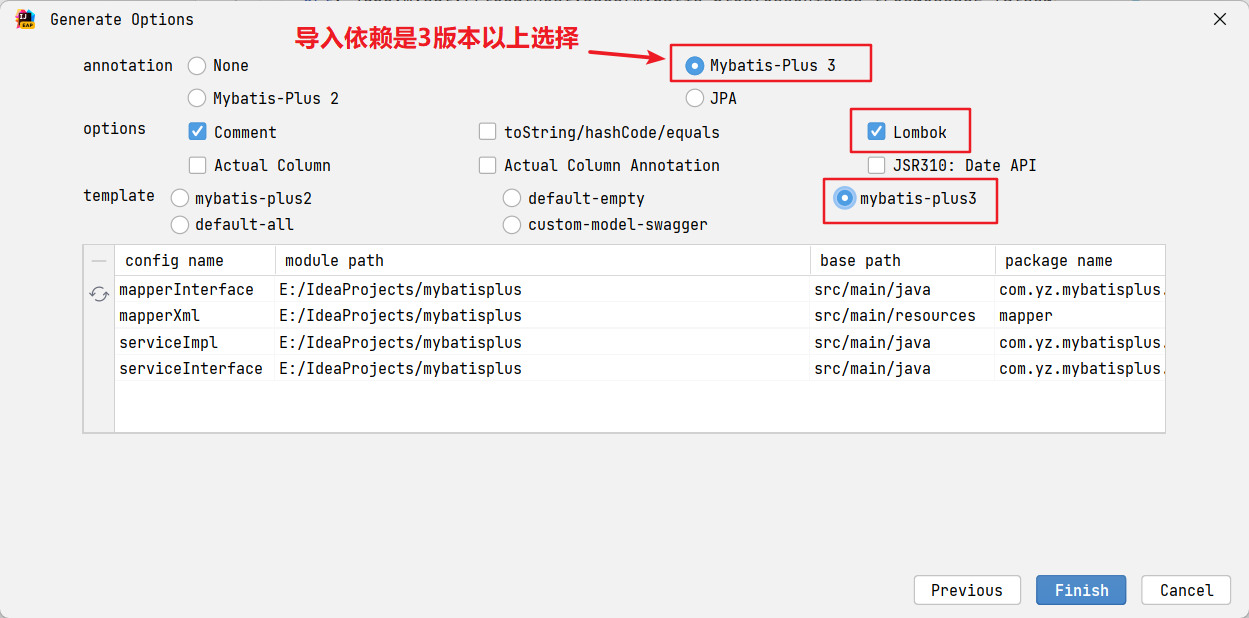 Generate Options
导入依赖是3版本以上选择
annotation None Mybatis-Plus 3
Mybatis-Plus 2 JPA
options Comment toString/hashCode/equals Lombok
Actual Column Actual Column Annotation JSR310: Date API
template mybatis-plus2 default-empty mybatis-plus3
default-all custom-model-swagger
config name module path base path package name
mapperInterface E:/IdeaProjects/mybatisplus src/main/java com.yz.mybatisplus.
mapperXml E:/IdeaProjects/mybatisplus src/main/resources mapper
serviceImpl E:/IdeaProjects/mybatisplus src/main/java com.yz.mybatisplus.
serviceInterface E:/IdeaProjects/mybatisplus src/main/java com.yz.mybatisplus.
Previous Finish Cancel